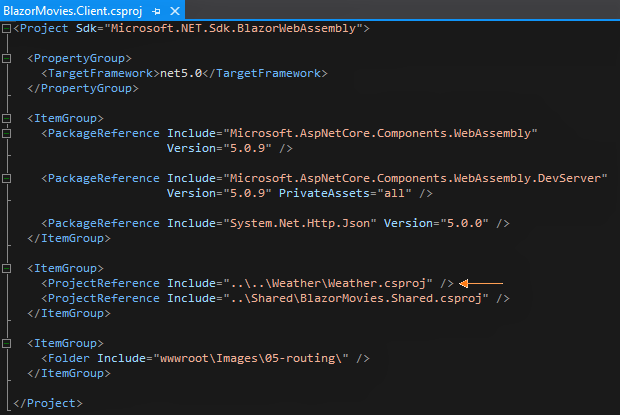 BlazorMovies.Client.csproj
<Project Sdk="Microsoft.NET.Sdk.BlazorWebAssembly">
<PropertyGroup>
<TargetFramework>net5.0</TargetFramework>
</PropertyGroup>
<ItemGroup>
<PackageReference Include="Microsoft.AspNetCore.Components.WebAssembly"
Version="5.0.9" />
<PackageReference Include="Microsoft.AspNetCore.Components.WebAssembly.DevServer"
Version="5.0.9" PrivateAssets="all" />
<PackageReference Include="System.Net.Http.Json" Version="5.0.0" />
</ItemGroup>
<ItemGroup>
<ProjectReference Include="..\..\Weather\Weather.csproj" />
<ProjectReference Include="..\Shared\BlazorMovies.Shared.csproj" />
</ItemGroup>
<ItemGroup>
<Folder Include="wwwroot\Images\05-routing\" />
</ItemGroup>
</Project>